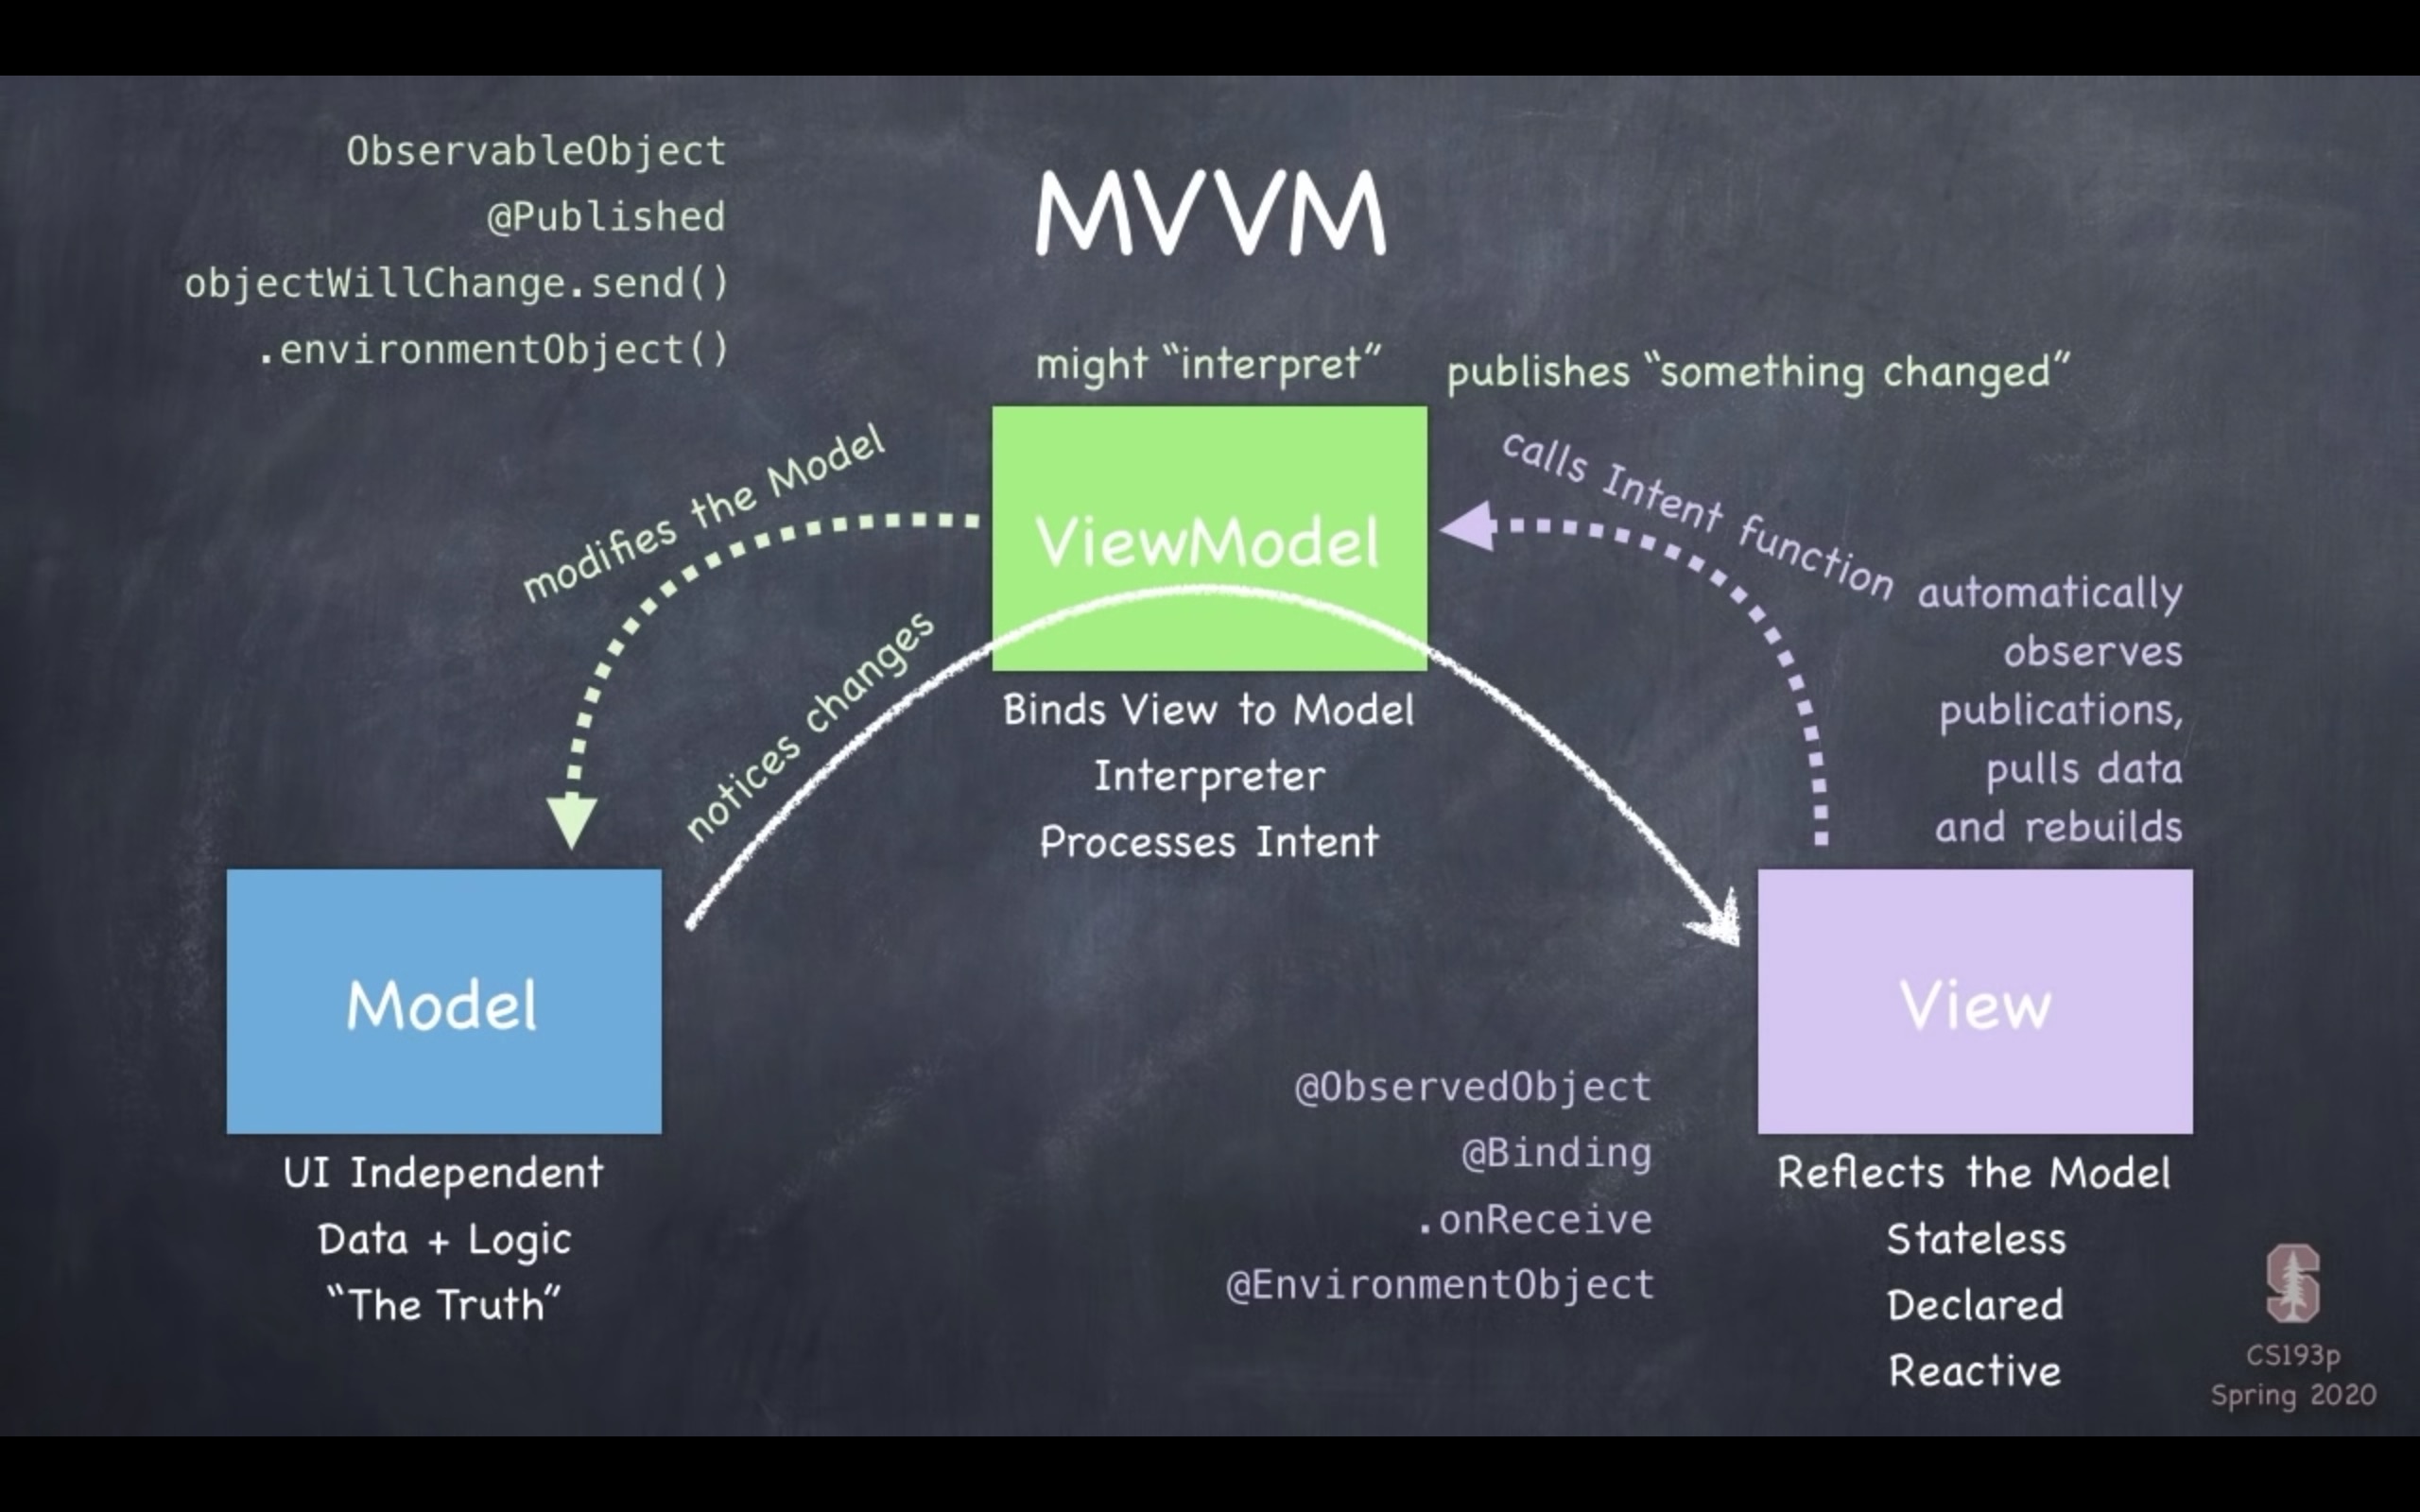 ObservableObject
@Published
objectWillChange.send()
.environmentObject()
MVVM
might “interpret”
publishes “something changed”
modifies the Model
ViewModel
calls Intent function
notices changes
Binds View to Model
Interpreter
Processes Intent
automatically
observes
publications,
pulls data
and rebuilds
Model
UI Independent
Data + Logic
“The Truth”
@ObservedObject
@Binding
.onReceive
@EnvironmentObject
View
Reflects the Model
Stateless
Declared
Reactive
S
CS193p
Spring 2020